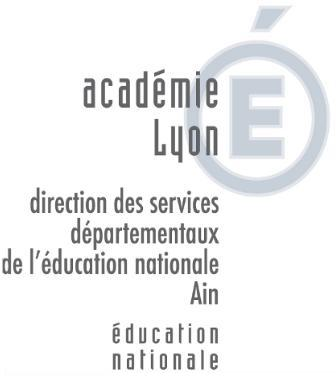 académie
Lyon
É
direction des services
départementaux
de l'éducation nationale
Ain
éducation
nationale